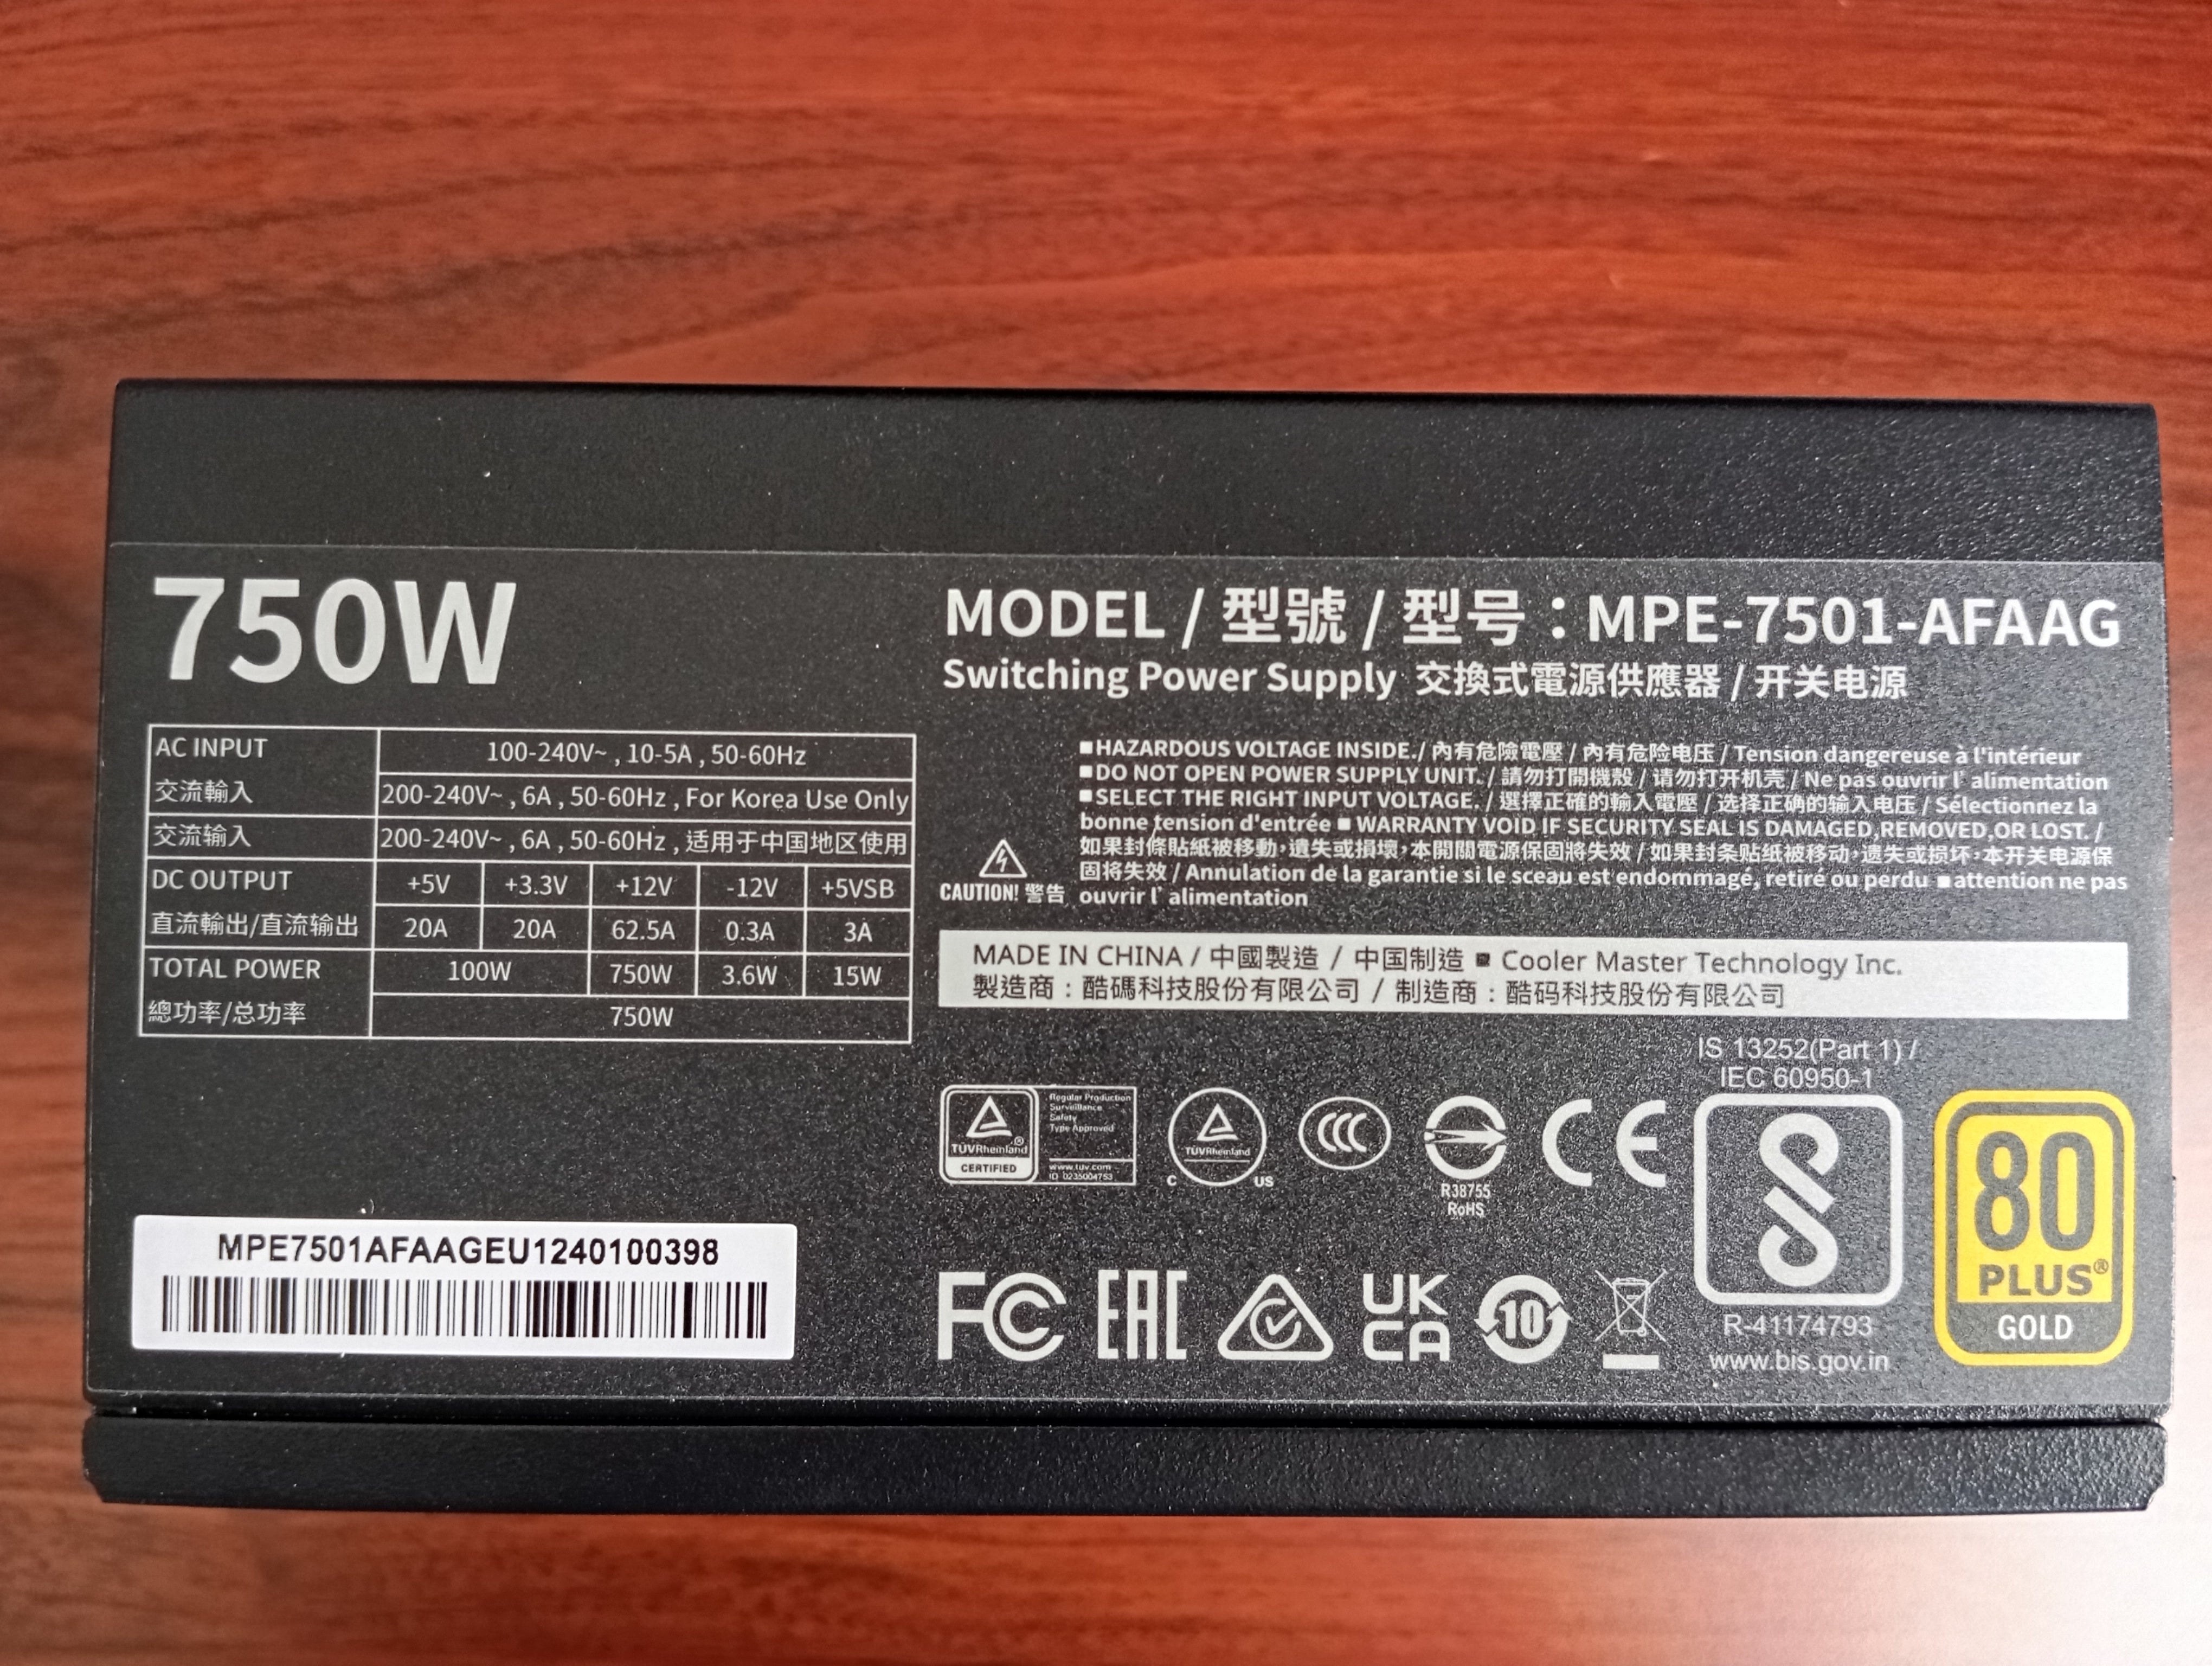 750W
MODEL / 型號 / 型号：MPE-7501-AFAAG
Switching Power Supply 交換式電源供應器 / 开关电源
AC INPUT 100-240V~ , 10-5A , 50-60Hz
交流輸入 200-240V~ , 6A , 50-60Hz , For Korea Use Only
交流输入 200-240V~ , 6A , 50-60Hz , 适用于中国地区使用
DC OUTPUT +5V +3.3V +12V -12V +5VSB
直流輸出/直流输出 20A 20A 62.5A 0.3A 3A
TOTAL POWER 100W 750W 3.6W 15W
總功率/总功率 750W
■HAZARDOUS VOLTAGE INSIDE./ 內有危險電壓 / 内有危险电压 / Tension dangereuse à l'intérieur
■DO NOT OPEN POWER SUPPLY UNIT. / 請勿打開機殼 / 请勿打开机壳 / Ne pas ouvrir l' alimentation
■SELECT THE RIGHT INPUT VOLTAGE. / 選擇正確的輸入電壓 / 选择正确的输入电压 / Sélectionnez la
bonne tension d'entrée ■ WARRANTY VOID IF SECURITY SEAL IS DAMAGED,REMOVED,OR LOST. /
如果封條貼紙被移動，遺失或損壞，本開關電源保固將失效 / 如果封条贴纸被移动，遗失或损坏，本开关电源保
固将失效 / Annulation de la garantie si le sceau est endommagé, retiré ou perdu ■attention ne pas
CAUTION! 警告 ouvrir l' alimentation
MADE IN CHINA / 中國製造 / 中国制造 ■ Cooler Master Technology Inc.
製造商：酷碼科技股份有限公司 / 制造商：酷码科技股份有限公司
IS 13252(Part 1) /
IEC 60950-1
TÜVRheinland®
CERTIFIED
Regular Production
Surveillance
Safety
Type Approved
www.tuv.com
ID 0235004753
TÜVRheinland
C US
CCC
R38755
RoHS
CE
80
PLUS®
GOLD
MPE7501AFAAGEU1240100398
FC EAC UK
CA 10
R-41174793
www.bis.gov.in